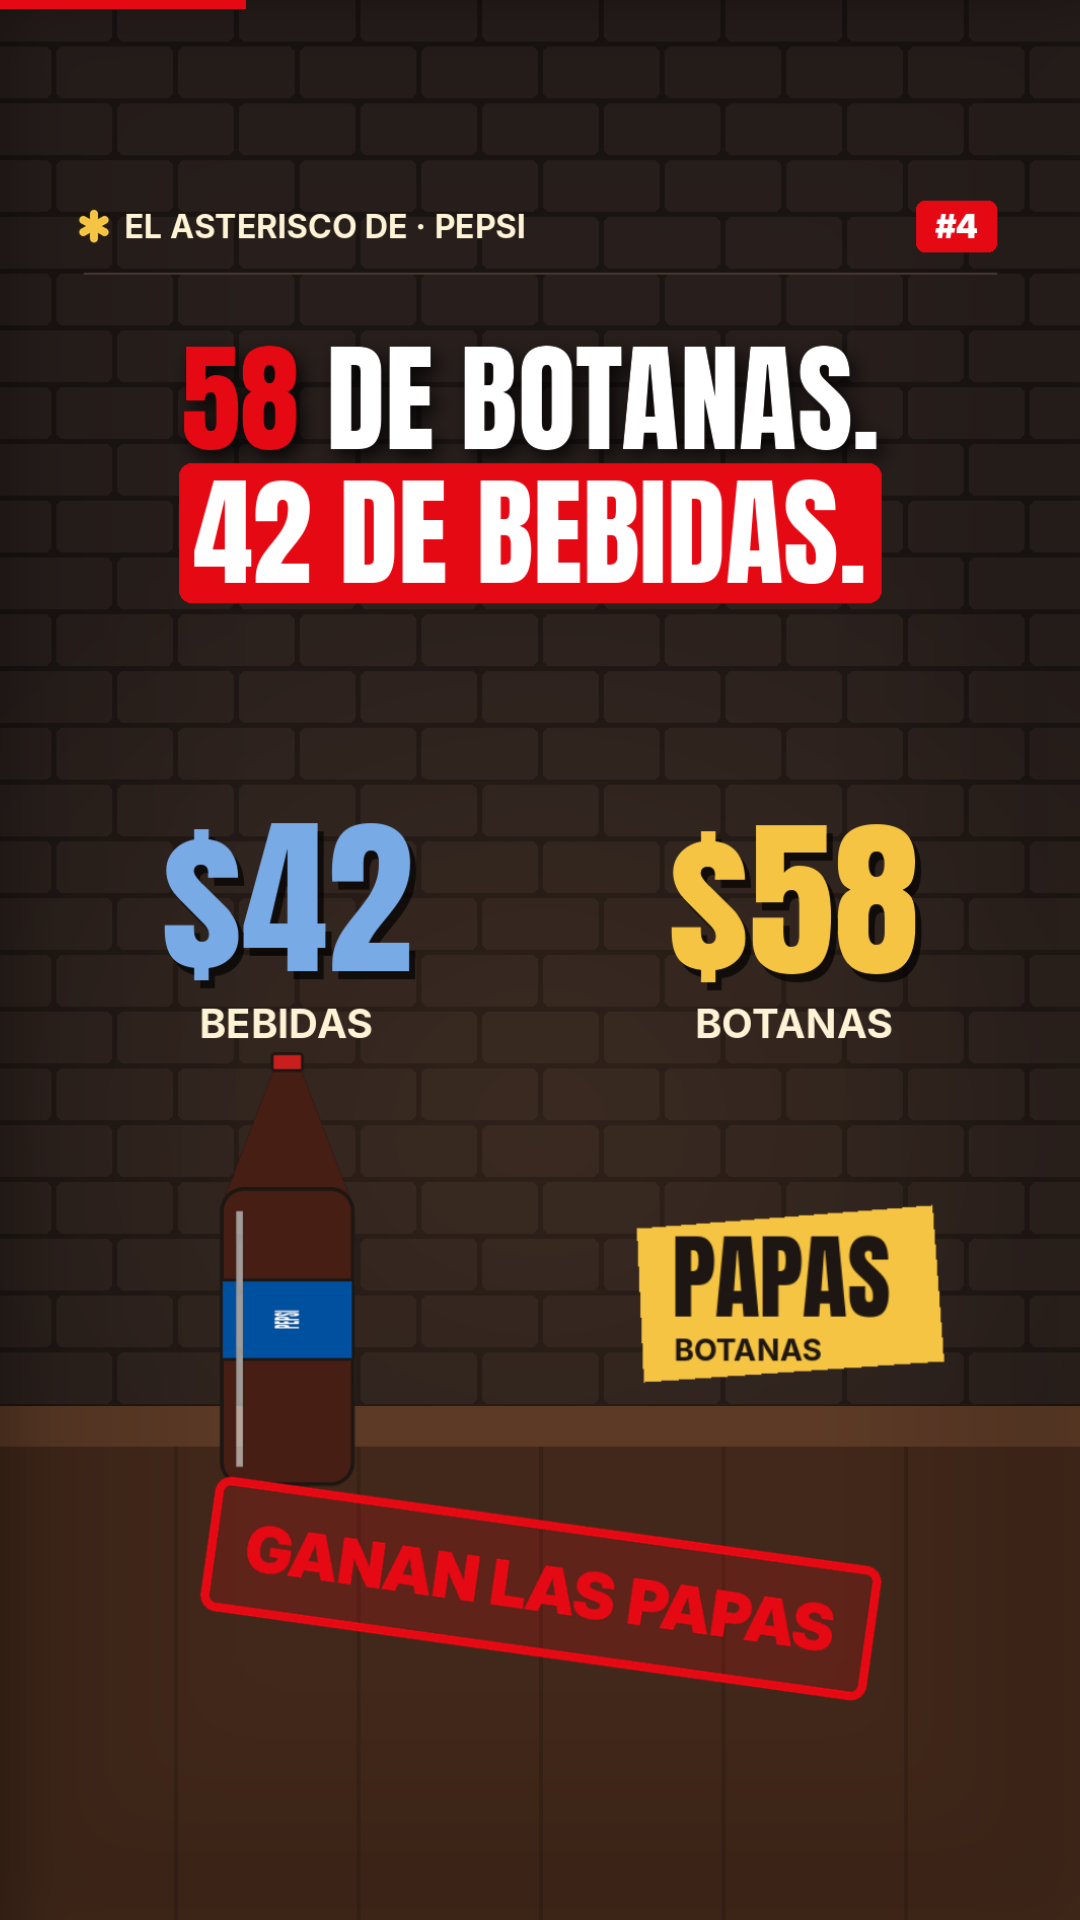 EL ASTERISCO DE · PEPSI
#4
58 DE BOTANAS.
42 DE BEBIDAS.
$42
$58
BEBIDAS
BOTANAS
PAPAS
BOTANAS
GANAN LAS PAPAS